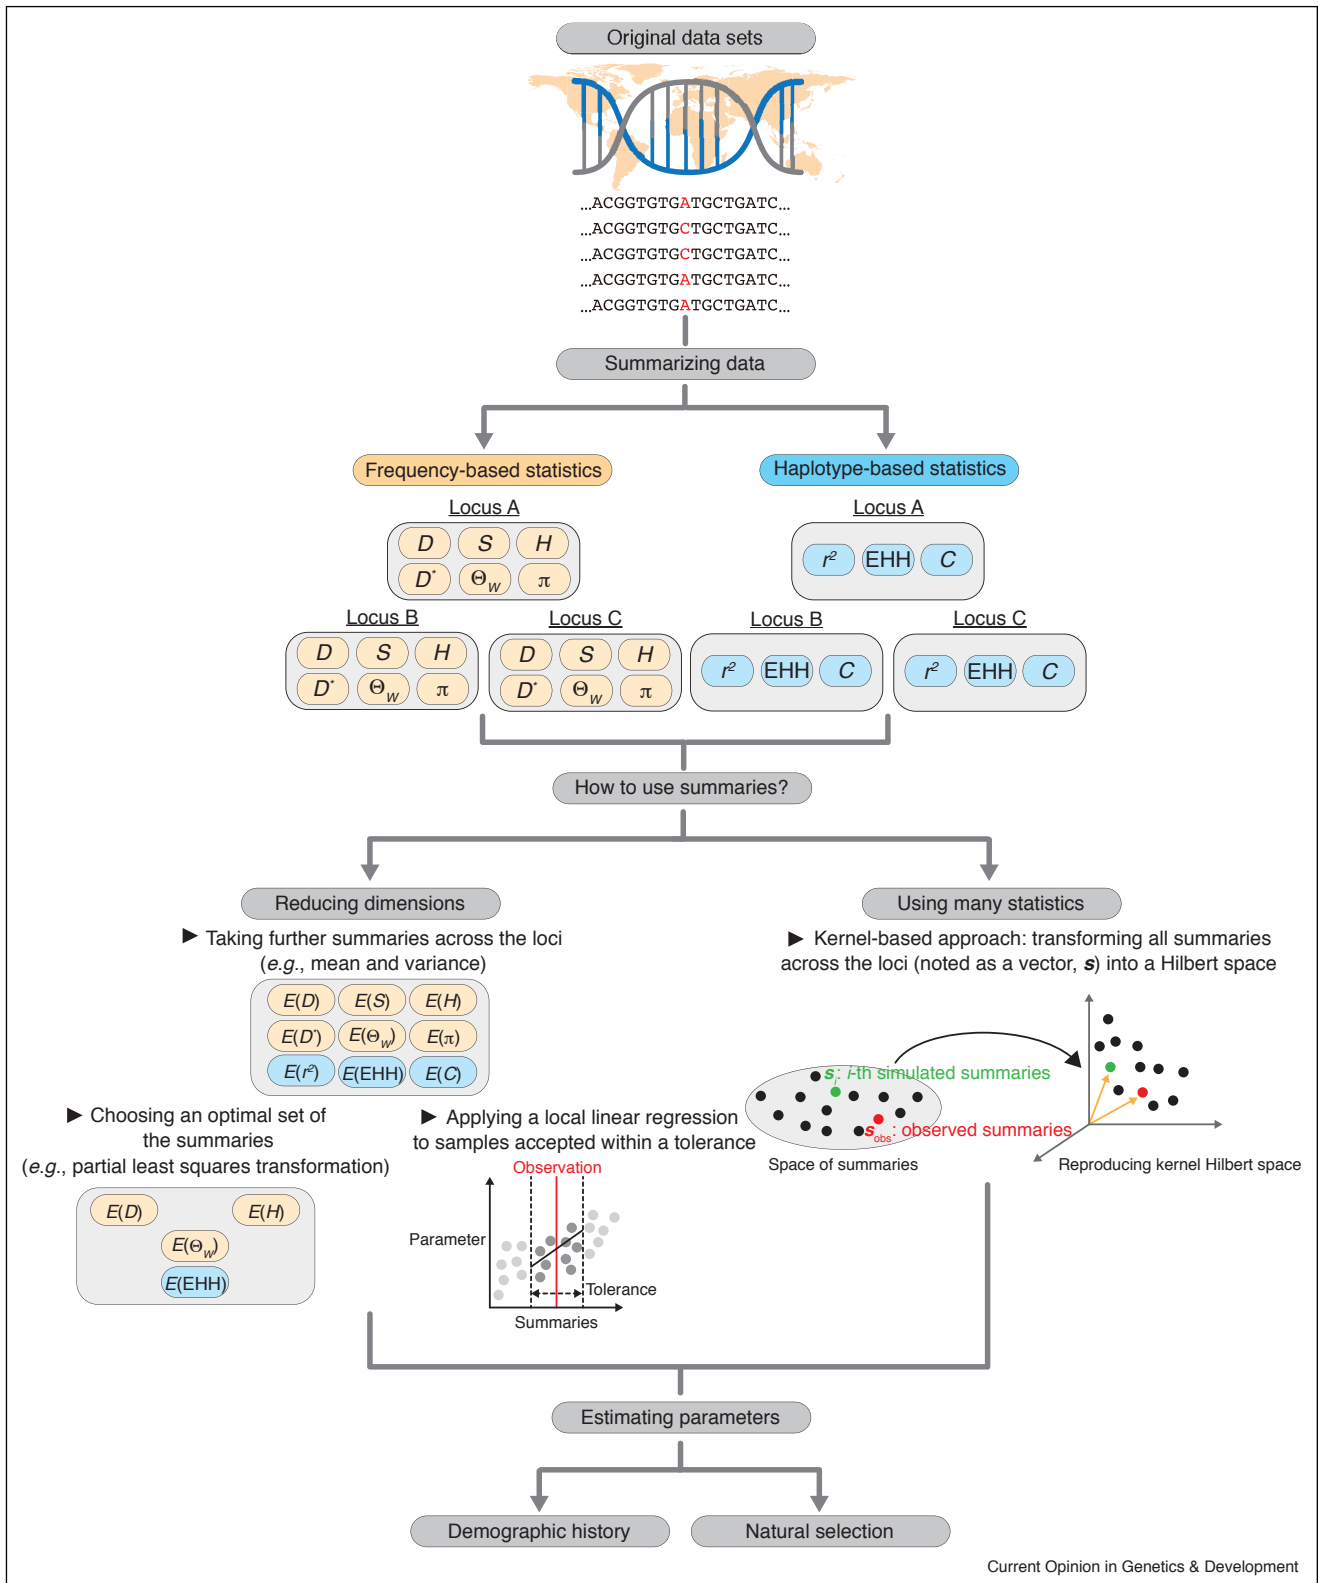 Original data sets
...ACGGTGTGATGCTGATC...
...ACGGTGTGCTGCTGATC...
...ACGGTGTGCTGCTGATC...
...ACGGTGTGATGCTGATC...
...ACGGTGTGATGCTGATC...
Summarizing data
Frequency-based statistics
Locus A
D S H
D* Θw π
Locus B
D S H
D* Θw π
Locus C
D S H
D* Θw π
Haplotype-based statistics
Locus A
r² EHH C
Locus B
r² EHH C
Locus C
r² EHH C
How to use summaries?
Reducing dimensions
► Taking further summaries across the loci
(e.g., mean and variance)
E(D) E(S) E(H)
E(D*) E(Θw) E(π)
E(r²) E(EHH) E(C)
► Choosing an optimal set of
the summaries
(e.g., partial least squares transformation)
E(D) E(H)
E(Θw)
E(EHH)
► Applying a local linear regression
to samples accepted within a tolerance
Observation
Parameter
Tolerance
Summaries
Using many statistics
► Kernel-based approach: transforming all summaries
across the loci (noted as a vector, s) into a Hilbert space
si: i-th simulated summaries
sobs: observed summaries
Space of summaries
Reproducing kernel Hilbert space
Estimating parameters
Demographic history
Natural selection
Current Opinion in Genetics & Development